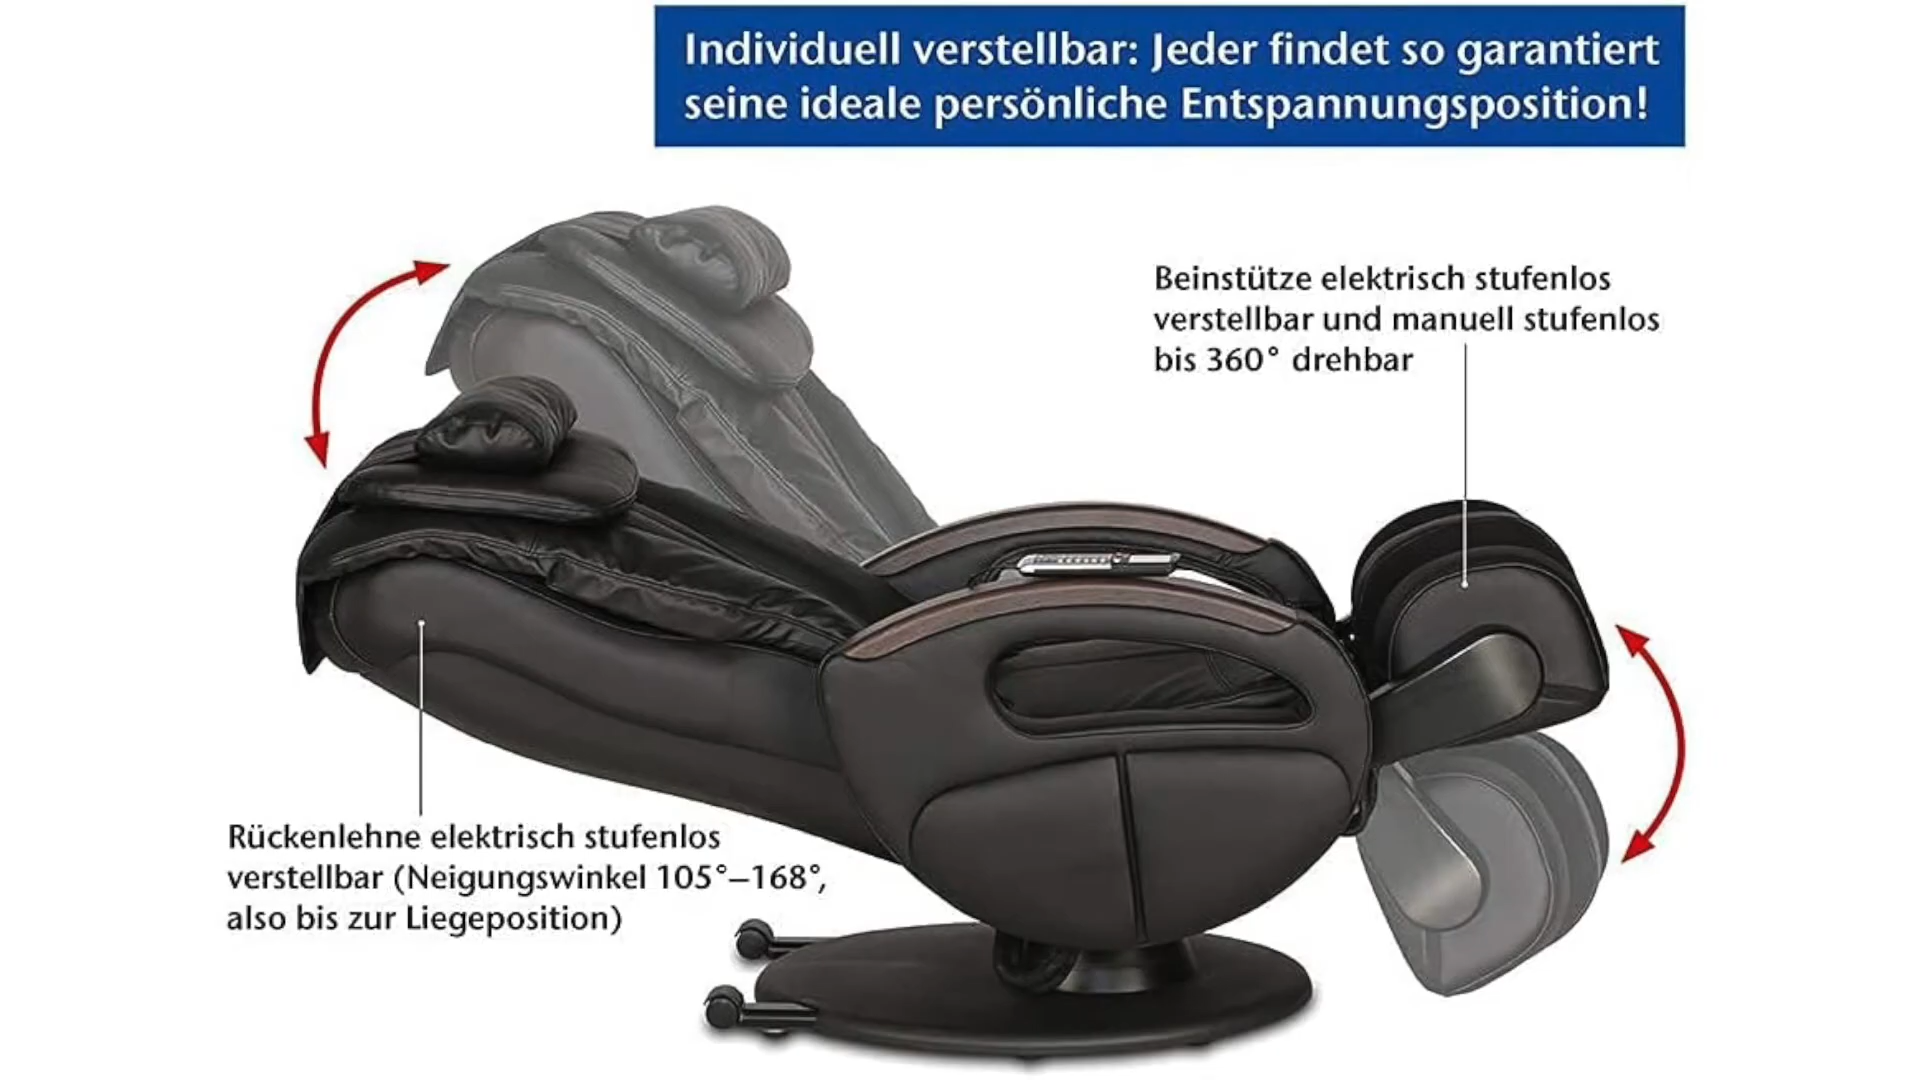 Individuell verstellbar: Jeder findet so garantiert
seine ideale persönliche Entspannungsposition!
Beinstütze elektrisch stufenlos
verstellbar und manuell stufenlos
bis 360° drehbar
Rückenlehne elektrisch stufenlos
verstellbar (Neigungswinkel 105°–168°,
also bis zur Liegeposition)